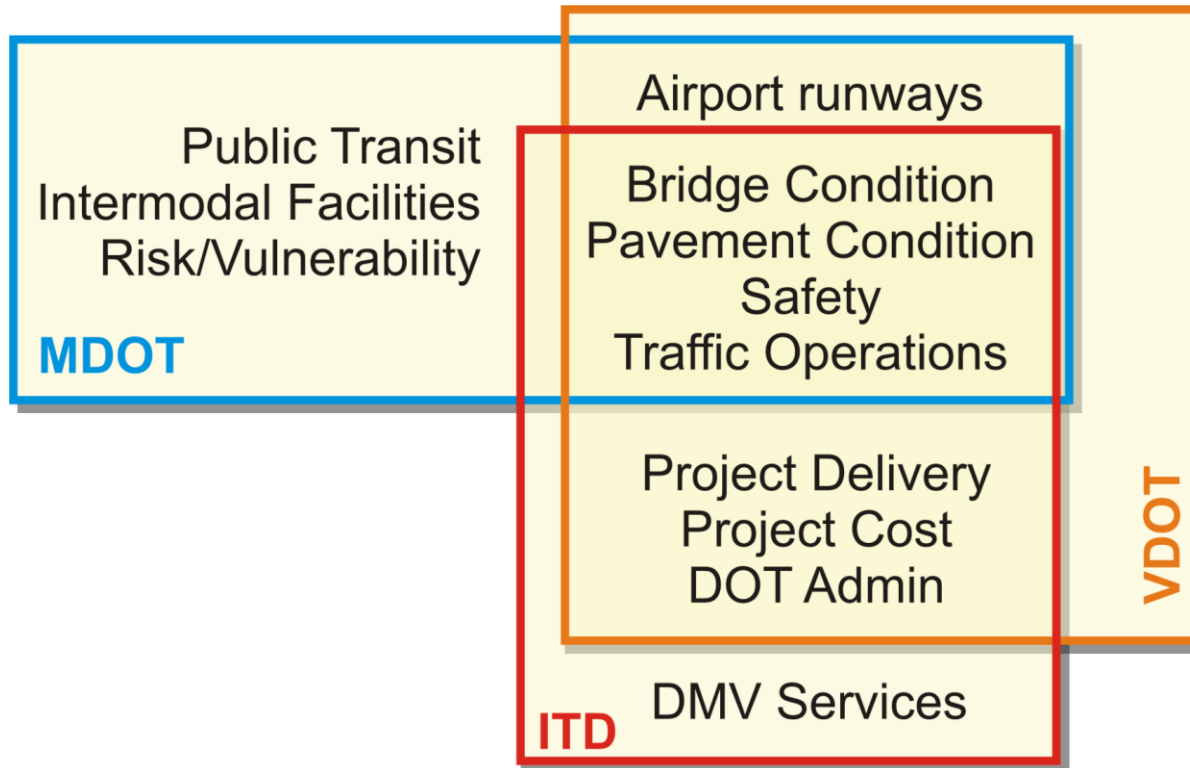 Airport runways
Public Transit
Intermodal Facilities
Risk/Vulnerability
MDOT
Bridge Condition
Pavement Condition
Safety
Traffic Operations
Project Delivery
Project Cost
DOT Admin
VDOT
DMV Services
ITD